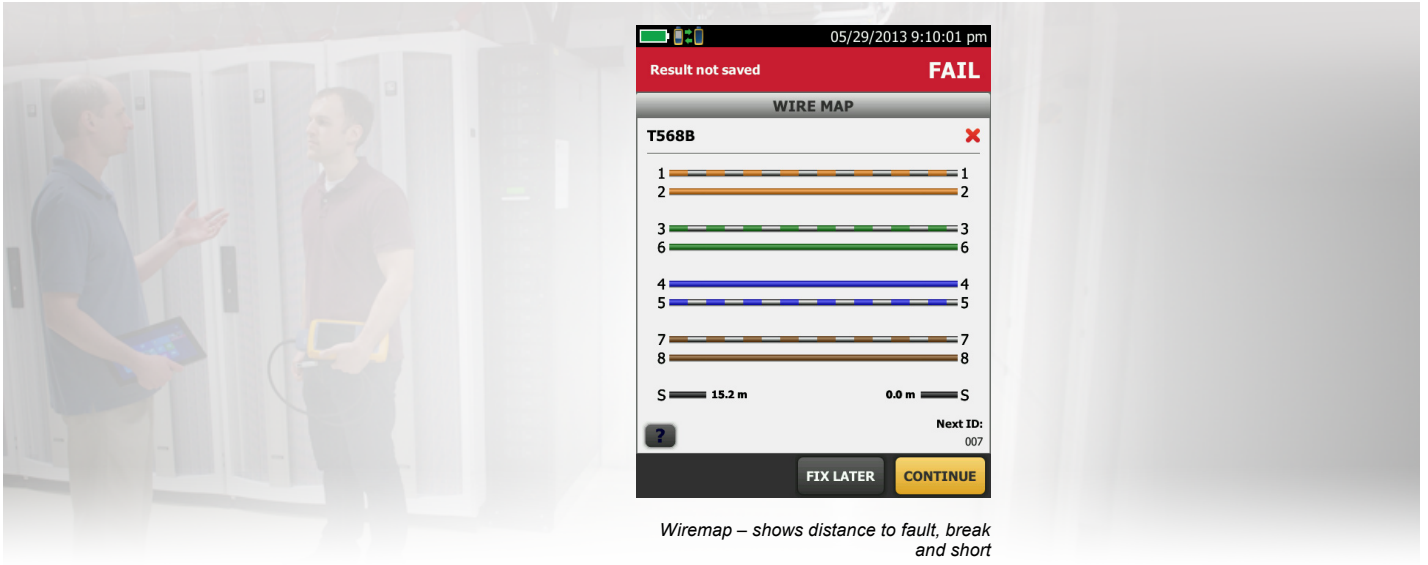 05/29/2013 9:10:01 pm
Result not saved FAIL
WIRE MAP
T568B
1 1
2 2
3 3
6 6
4 4
5 5
7 7
8 8
S 15.2 m 0.0 m S
Next ID:
? 007
FIX LATER CONTINUE
Wiremap – shows distance to fault, break
and short